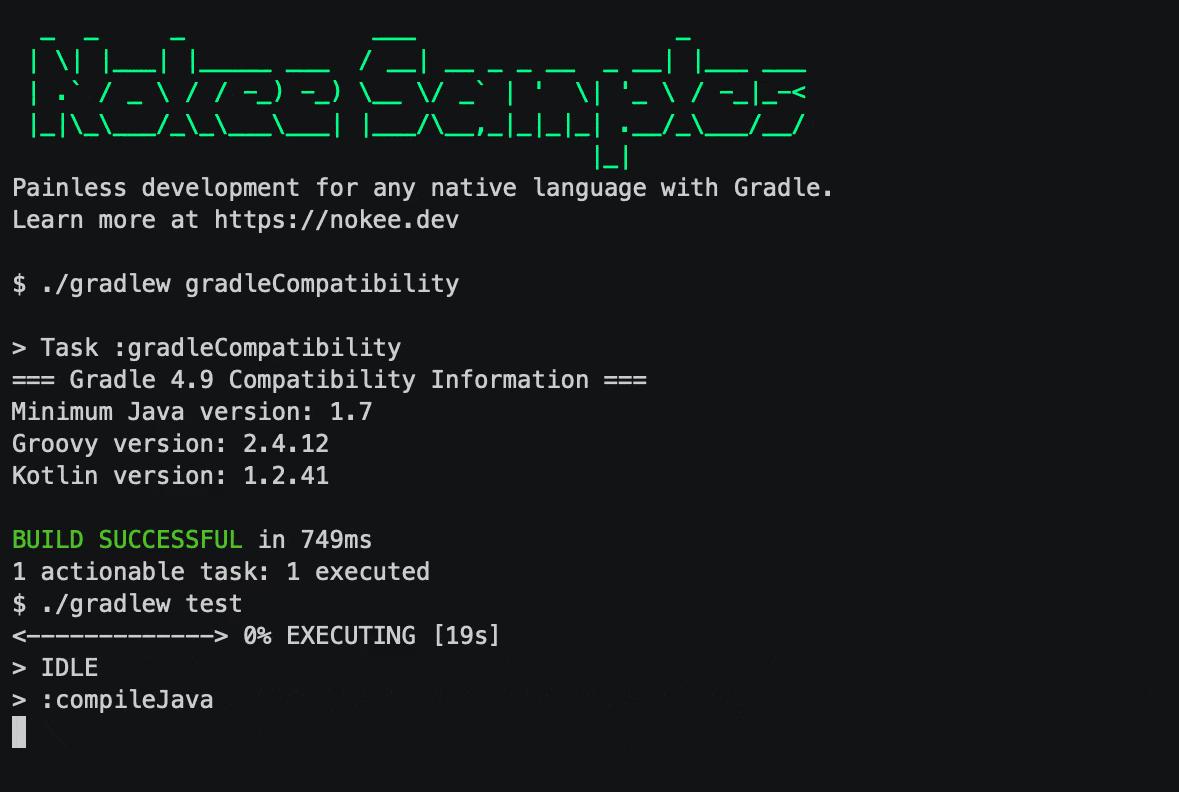 Nokee Samples
Painless development for any native language with Gradle.
Learn more at https://nokee.dev
$ ./gradlew gradleCompatibility
> Task :gradleCompatibility
=== Gradle 4.9 Compatibility Information ===
Minimum Java version: 1.7
Groovy version: 2.4.12
Kotlin version: 1.2.41
BUILD SUCCESSFUL in 749ms
1 actionable task: 1 executed
$ ./gradlew test
<-------------> 0% EXECUTING [19s]
> IDLE
> :compileJava